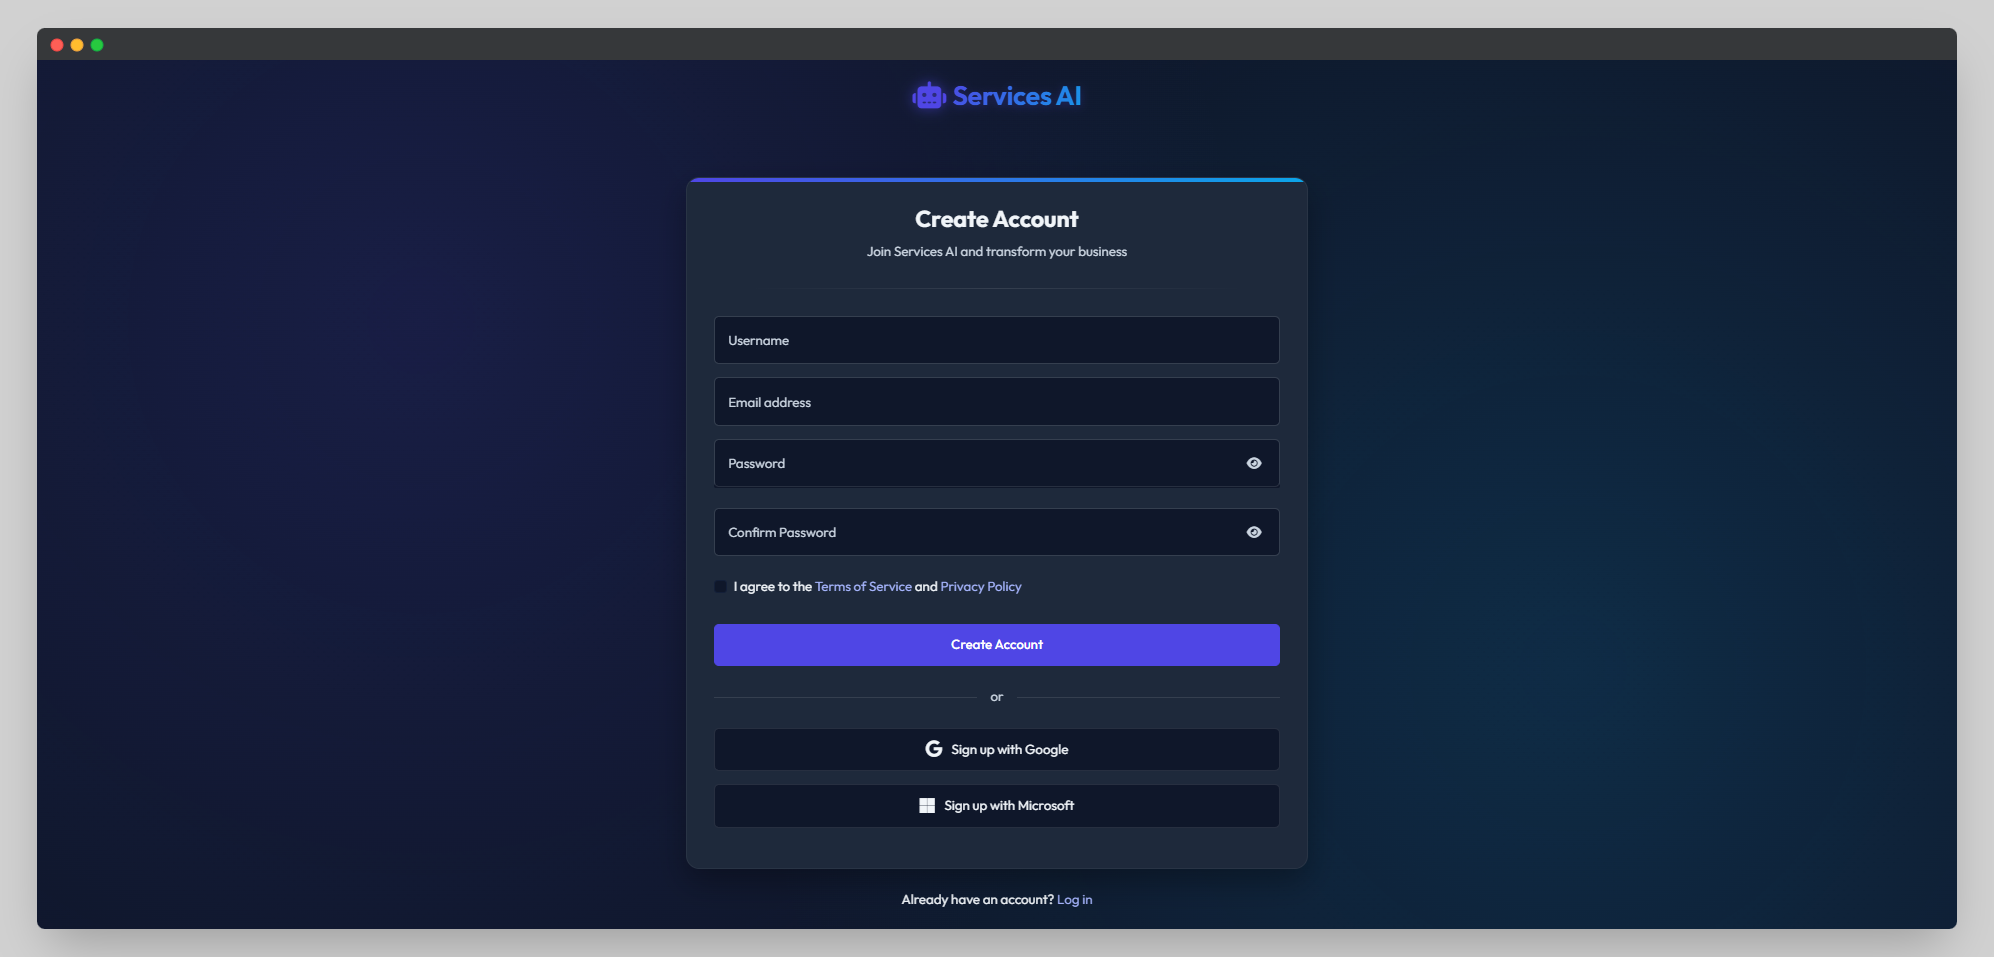 Services AI
Create Account
Join Services AI and transform your business
Username
Email address
Password
Confirm Password
I agree to the Terms of Service and Privacy Policy
Create Account
or
Sign up with Google
Sign up with Microsoft
Already have an account? Log in